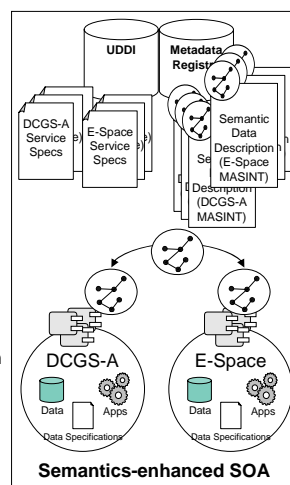 UDDI
Metadata
Registry
DCGS-A
Service
Specs
E-Space
Service
Specs
Semantic
Data
Description
(E-Space
MASINT)
Description
(DCGS-A
MASINT)
DCGS-A
E-Space
Data
Apps
Data
Apps
Data Specifications
Data Specifications
Semantics-enhanced SOA